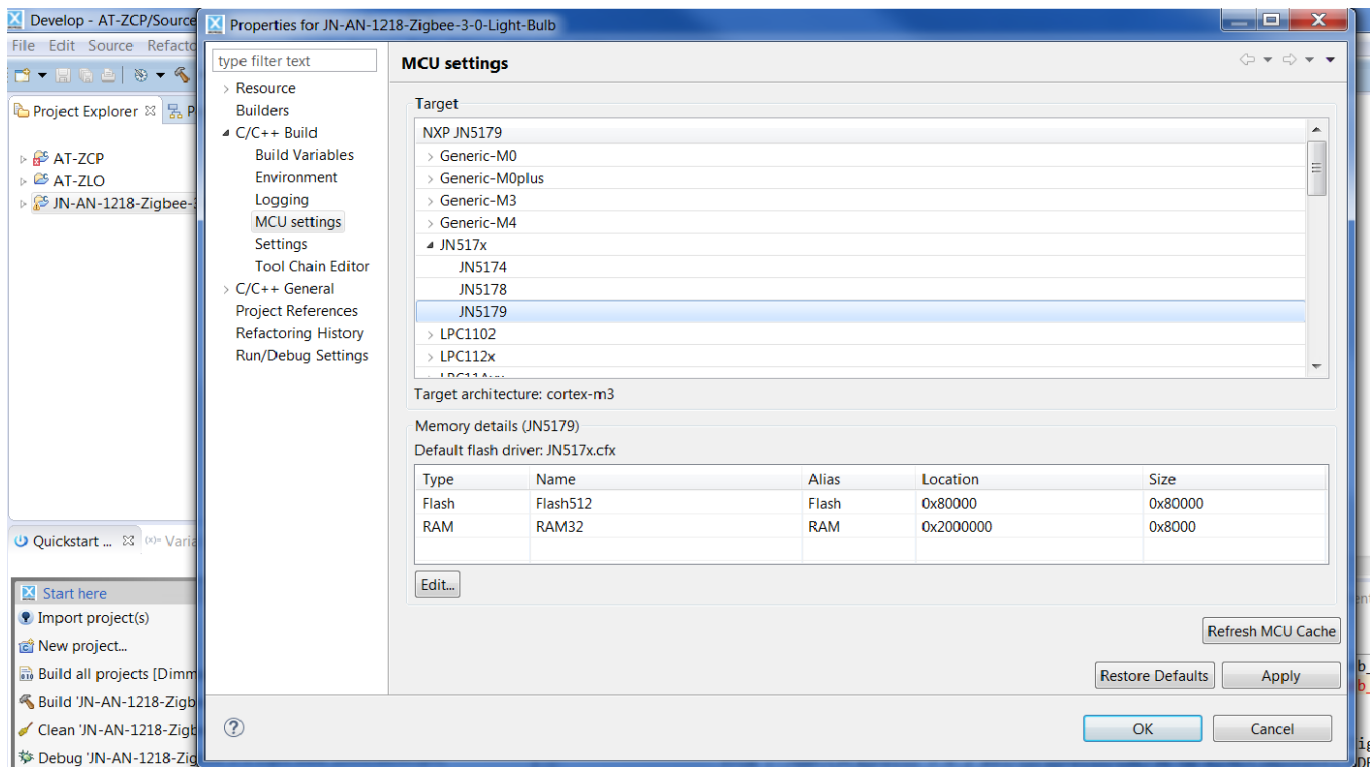 Develop - AT-ZCP/Source
File Edit Source Refacto
Project Explorer
AT-ZCP
AT-ZLO
JN-AN-1218-Zigbee-3
Quickstart ...
(x)= Varia
Start here
Import project(s)
New project...
Build all projects [Dimm
Build 'JN-AN-1218-Zigb
Clean 'JN-AN-1218-Zigb
Debug 'JN-AN-1218-Zig
Properties for JN-AN-1218-Zigbee-3-0-Light-Bulb
type filter text
Resource
Builders
C/C++ Build
Build Variables
Environment
Logging
MCU settings
Settings
Tool Chain Editor
C/C++ General
Project References
Refactoring History
Run/Debug Settings
MCU settings
Target
NXP JN5179
Generic-M0
Generic-M0plus
Generic-M3
Generic-M4
JN517x
JN5174
JN5178
JN5179
LPC1102
LPC112x
Target architecture: cortex-m3
Memory details (JN5179)
Default flash driver: JN517x.cfx
Type Name Alias Location Size
Flash Flash512 Flash 0x80000 0x80000
RAM RAM32 RAM 0x2000000 0x8000
Edit...
Refresh MCU Cache
Restore Defaults Apply
OK Cancel